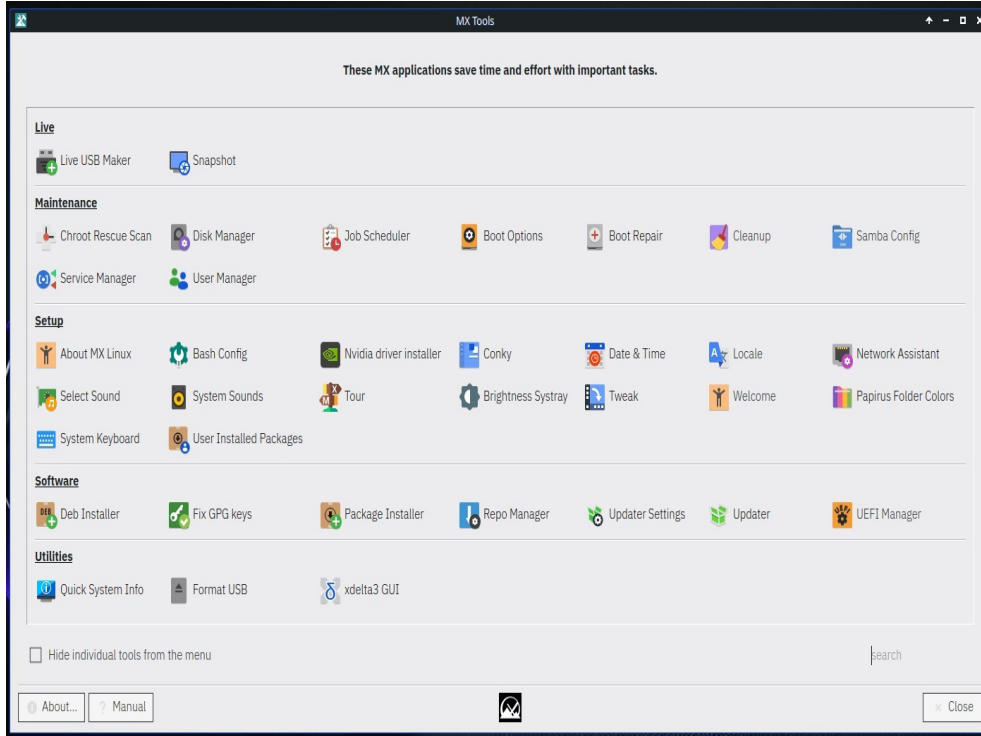 MX Tools
These MX applications save time and effort with important tasks.
Live
Live USB Maker Snapshot
Maintenance
Chroot Rescue Scan Disk Manager Job Scheduler Boot Options Boot Repair Cleanup Samba Config
Service Manager User Manager
Setup
About MX Linux Bash Config Nvidia driver installer Conky Date & Time Locale Network Assistant
Select Sound System Sounds Tour Brightness Systray Tweak Welcome Papirus Folder Colors
System Keyboard User Installed Packages
Software
DEB Deb Installer Fix GPG keys Package Installer Repo Manager Updater Settings Updater UEFI UEFI Manager
Utilities
Quick System Info Format USB xdelta3 GUI
Hide individual tools from the menu search
About... ? Manual Close